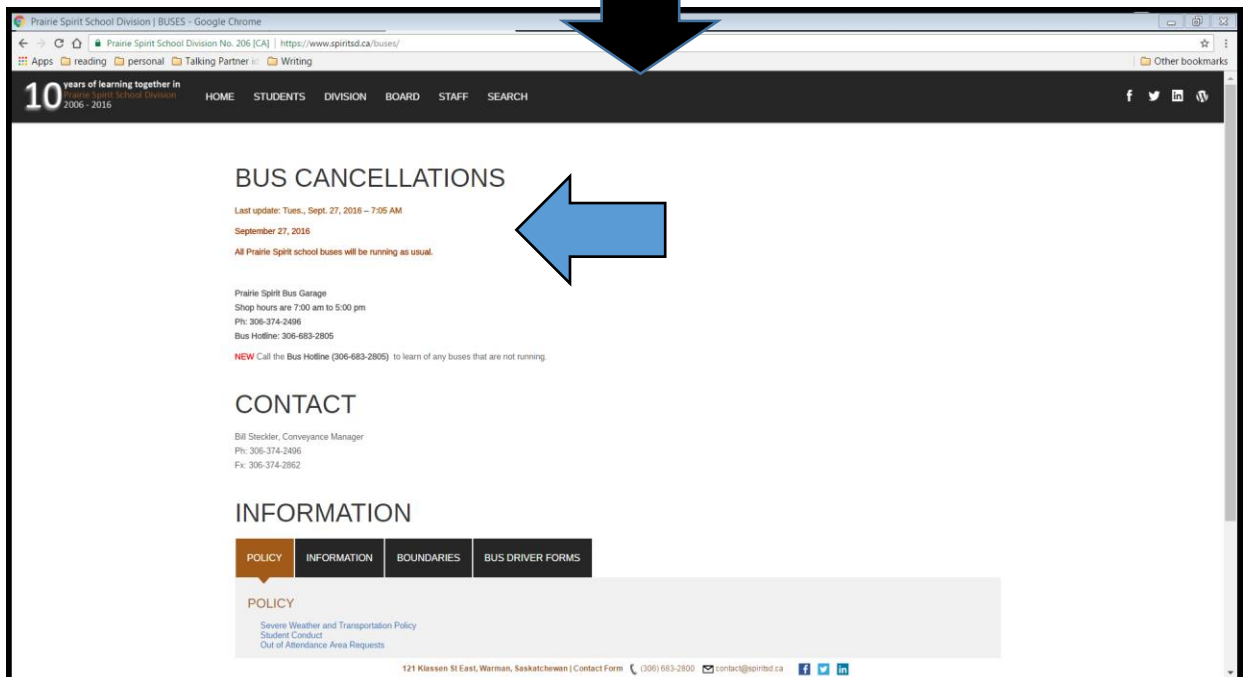 Prairie Spirit School Division | BUSES - Google Chrome
Prairie Spirit School Division No. 206 [CA] | https://www.spiritsd.ca/buses/
Apps reading personal Talking Partner Writing Other bookmarks
10 years of learning together in
Prairie Spirit School Division
2006 - 2016
HOME STUDENTS DIVISION BOARD STAFF SEARCH
BUS CANCELLATIONS
Last update: Tues., Sept. 27, 2016 – 7:05 AM
September 27, 2016
All Prairie Spirit school buses will be running as usual.
Prairie Spirit Bus Garage
Shop hours are 7:00 am to 5:00 pm
Ph: 306-374-2496
Bus Hotline: 306-683-2805
NEW Call the Bus Hotline (306-683-2805) to learn of any buses that are not running.
CONTACT
Bill Steckler, Conveyance Manager
Ph: 306-374-2496
Fx: 306-374-2862
INFORMATION
POLICY INFORMATION BOUNDARIES BUS DRIVER FORMS
POLICY
Severe Weather and Transportation Policy
Student Conduct
Out of Attendance Area Requests
121 Klassen St East, Warman, Saskatchewan | Contact Form (306) 683-2800 contact@spiritsd.ca